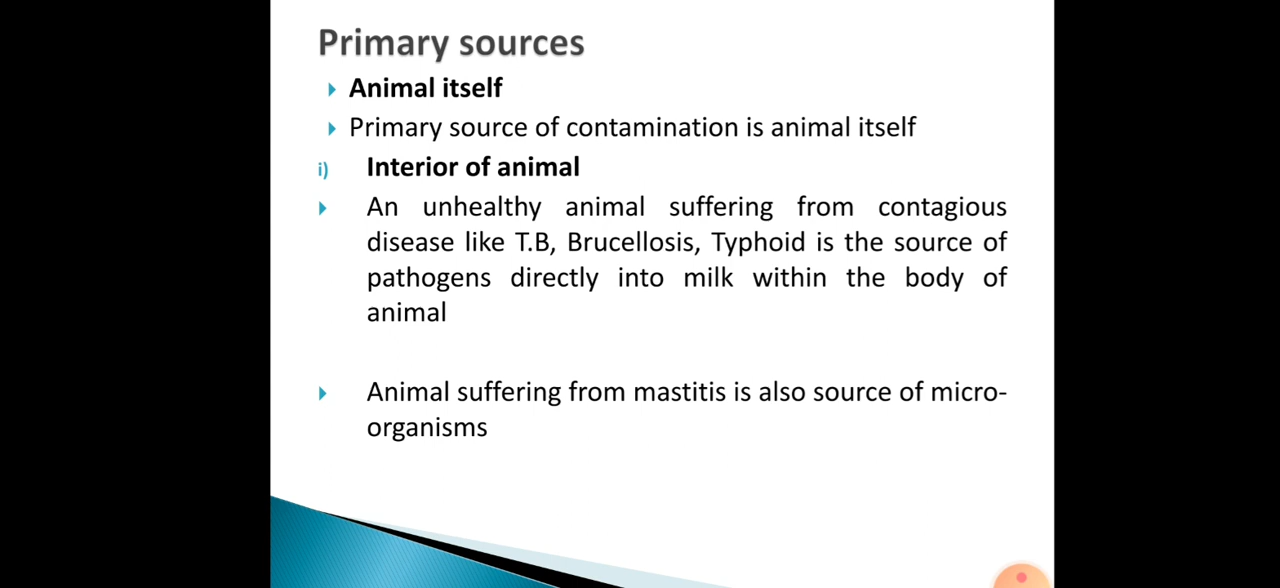 Primary sources
Animal itself
Primary source of contamination is animal itself
i) Interior of animal
An unhealthy animal suffering from contagious
disease like T.B, Brucellosis, Typhoid is the source of
pathogens directly into milk within the body of
animal
Animal suffering from mastitis is also source of micro-
organisms